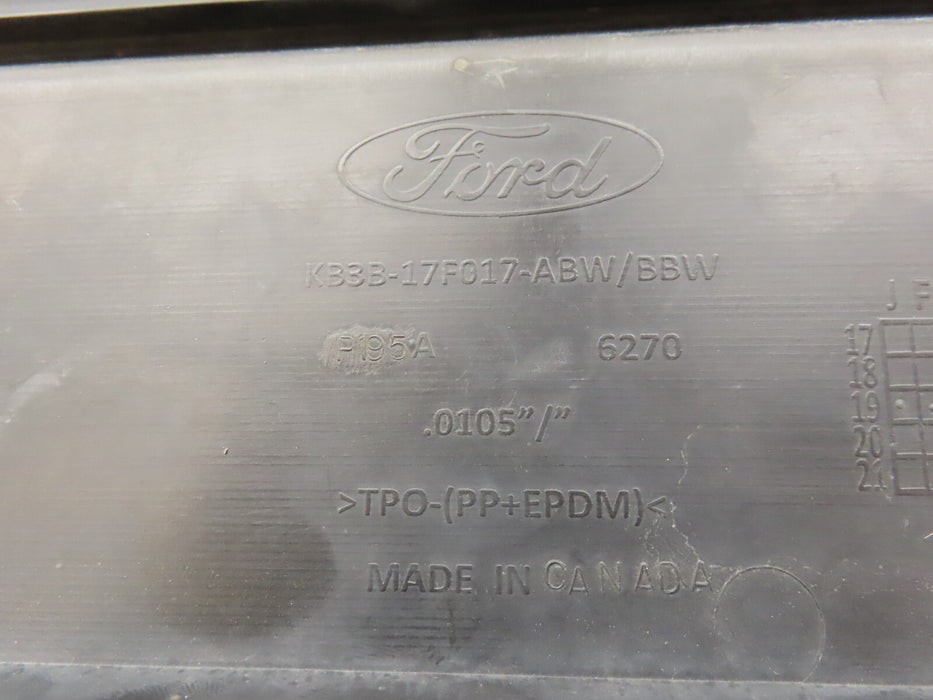 Ford
KB3B-17F017-ABW/BBW
P195A 6270
.0105”/”
>TPO-(PP+EPDM)<
MADE IN CANADA
J F
17
18
19
20
21